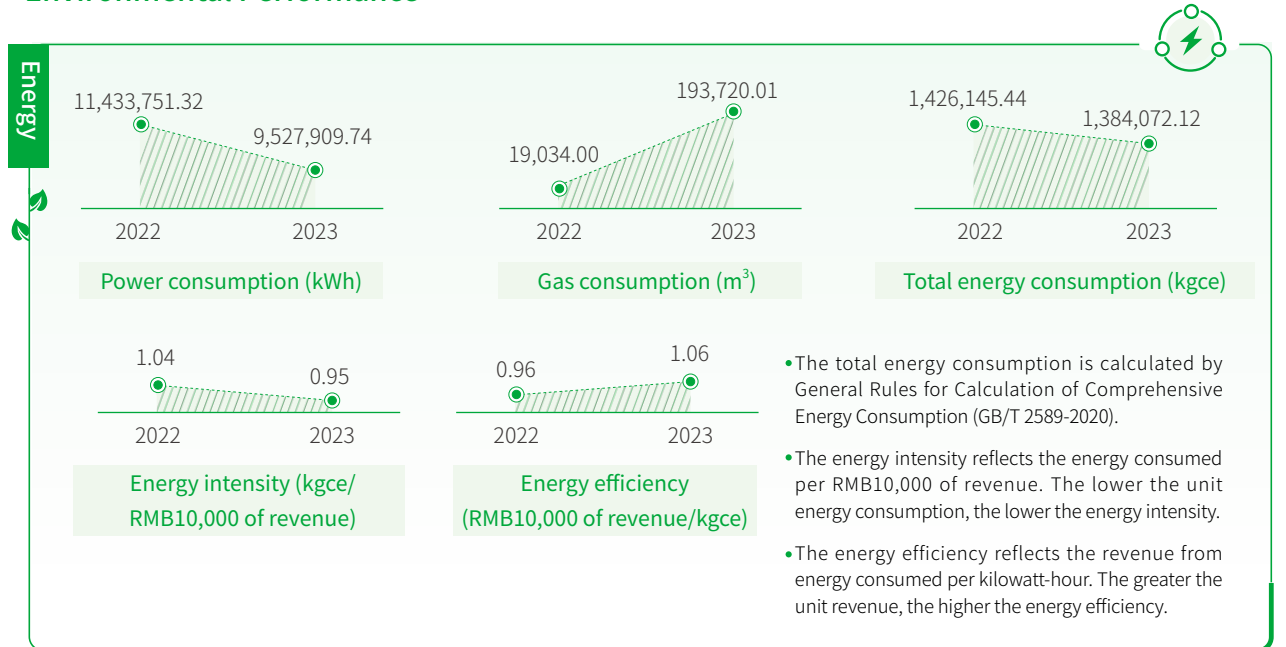 Environmental Performance
Energy
11,433,751.32
9,527,909.74
2022
2023
Power consumption (kWh)
193,720.01
19,034.00
2022
2023
Gas consumption (m³)
1,426,145.44
1,384,072.12
2022
2023
Total energy consumption (kgce)
1.04
0.95
2022
2023
Energy intensity (kgce/
RMB10,000 of revenue)
0.96
1.06
2022
2023
Energy efficiency
(RMB10,000 of revenue/kgce)
•The total energy consumption is calculated by
General Rules for Calculation of Comprehensive
Energy Consumption (GB/T 2589-2020).
•The energy intensity reflects the energy consumed
per RMB10,000 of revenue. The lower the unit
energy consumption, the lower the energy intensity.
•The energy efficiency reflects the revenue from
energy consumed per kilowatt-hour. The greater the
unit revenue, the higher the energy efficiency.